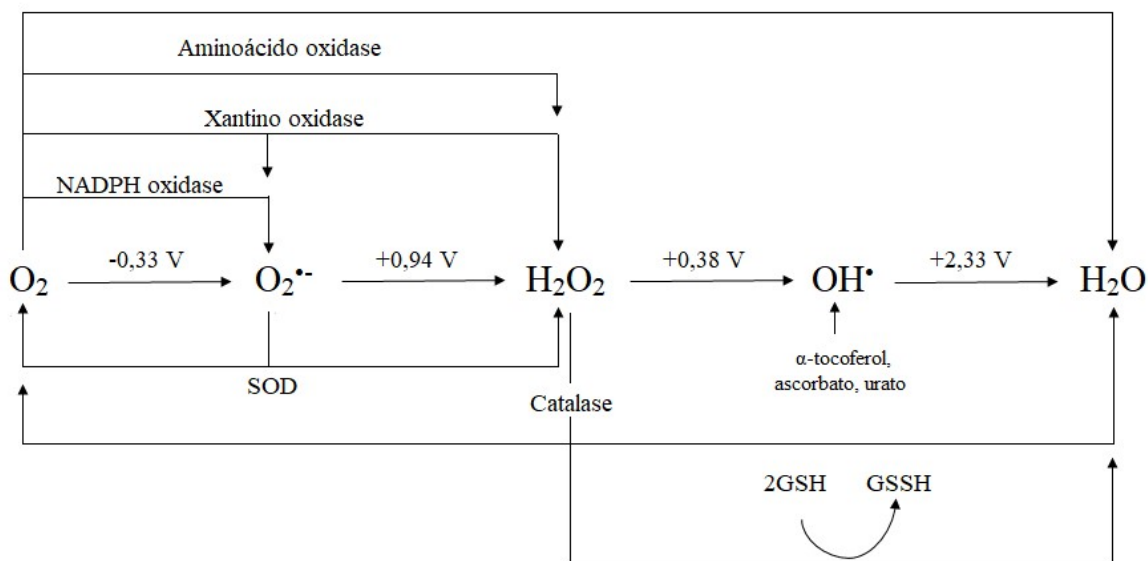 Aminoácido oxidase
Xantino oxidase
NADPH oxidase
-0,33 V
+0,94 V
+0,38 V
+2,33 V
O₂
O₂•-
H₂O₂
OH•
H₂O
α-tocoferol,
ascorbato, urato
SOD
Catalase
2GSH
GSSH